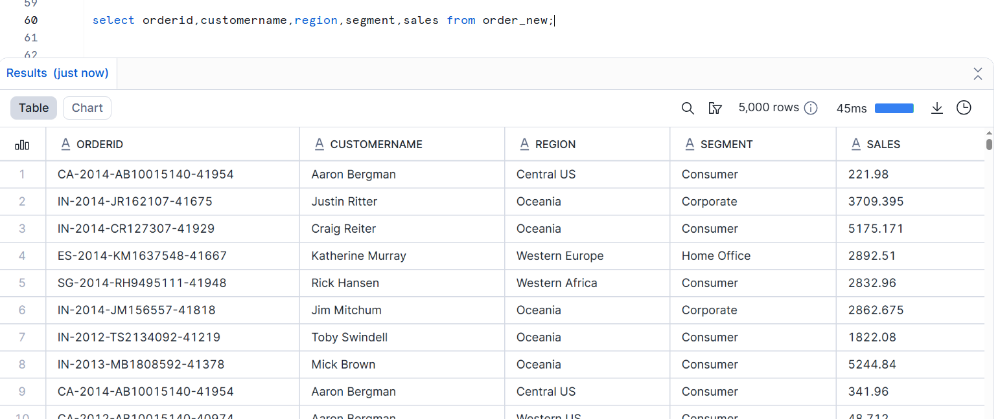 59
60 select orderid,customername,region,segment,sales from order_new;
61
62
Results (just now)
Table Chart 5,000 rows 45ms
A ORDERID A CUSTOMERNAME A REGION A SEGMENT A SALES
1 CA-2014-AB10015140-41954 Aaron Bergman Central US Consumer 221.98
2 IN-2014-JR162107-41675 Justin Ritter Oceania Corporate 3709.395
3 IN-2014-CR127307-41929 Craig Reiter Oceania Consumer 5175.171
4 ES-2014-KM1637548-41667 Katherine Murray Western Europe Home Office 2892.51
5 SG-2014-RH9495111-41948 Rick Hansen Western Africa Consumer 2832.96
6 IN-2014-JM156557-41818 Jim Mitchum Oceania Corporate 2862.675
7 IN-2012-TS2134092-41219 Toby Swindell Oceania Consumer 1822.08
8 IN-2013-MB1808592-41378 Mick Brown Oceania Consumer 5244.84
9 CA-2014-AB10015140-41954 Aaron Bergman Central US Consumer 341.96
10 CA-2012-AB10015140-40974 Aaron Bergman Western US Consumer 48.712